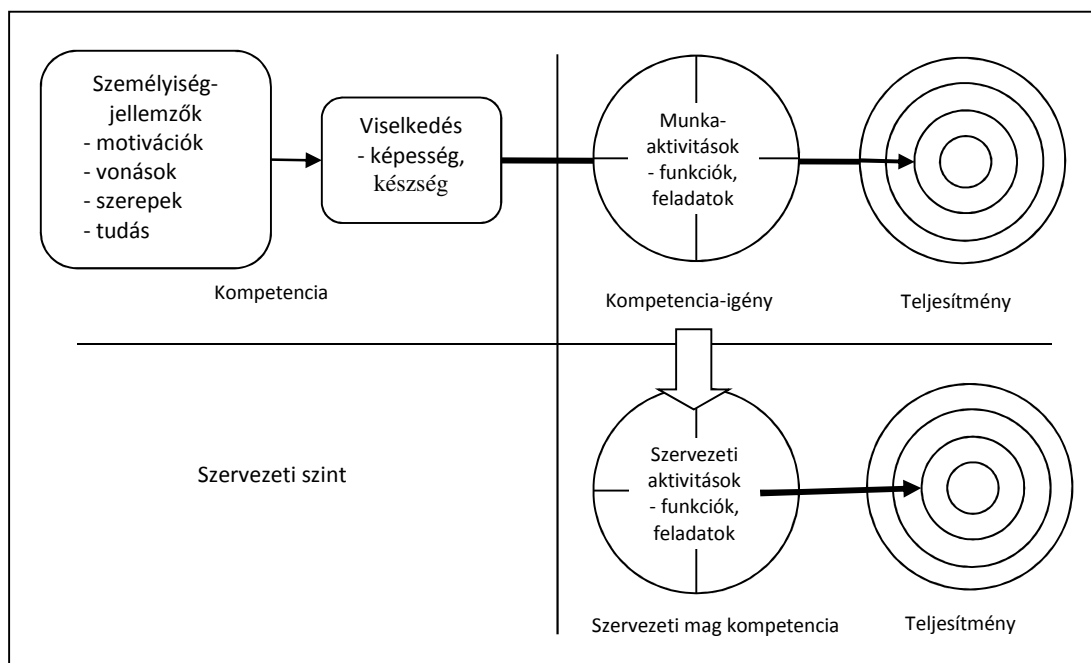 Személyiség-
jellemzők
- motivációk
- vonások
- szerepek
- tudás
Viselkedés
- képesség,
készség
Kompetencia
Munka-
aktivitások
- funkciók,
feladatok
Kompetencia-igény
Teljesítmény
Szervezeti szint
Szervezeti
aktivitások
- funkciók,
feladatok
Szervezeti mag kompetencia
Teljesítmény